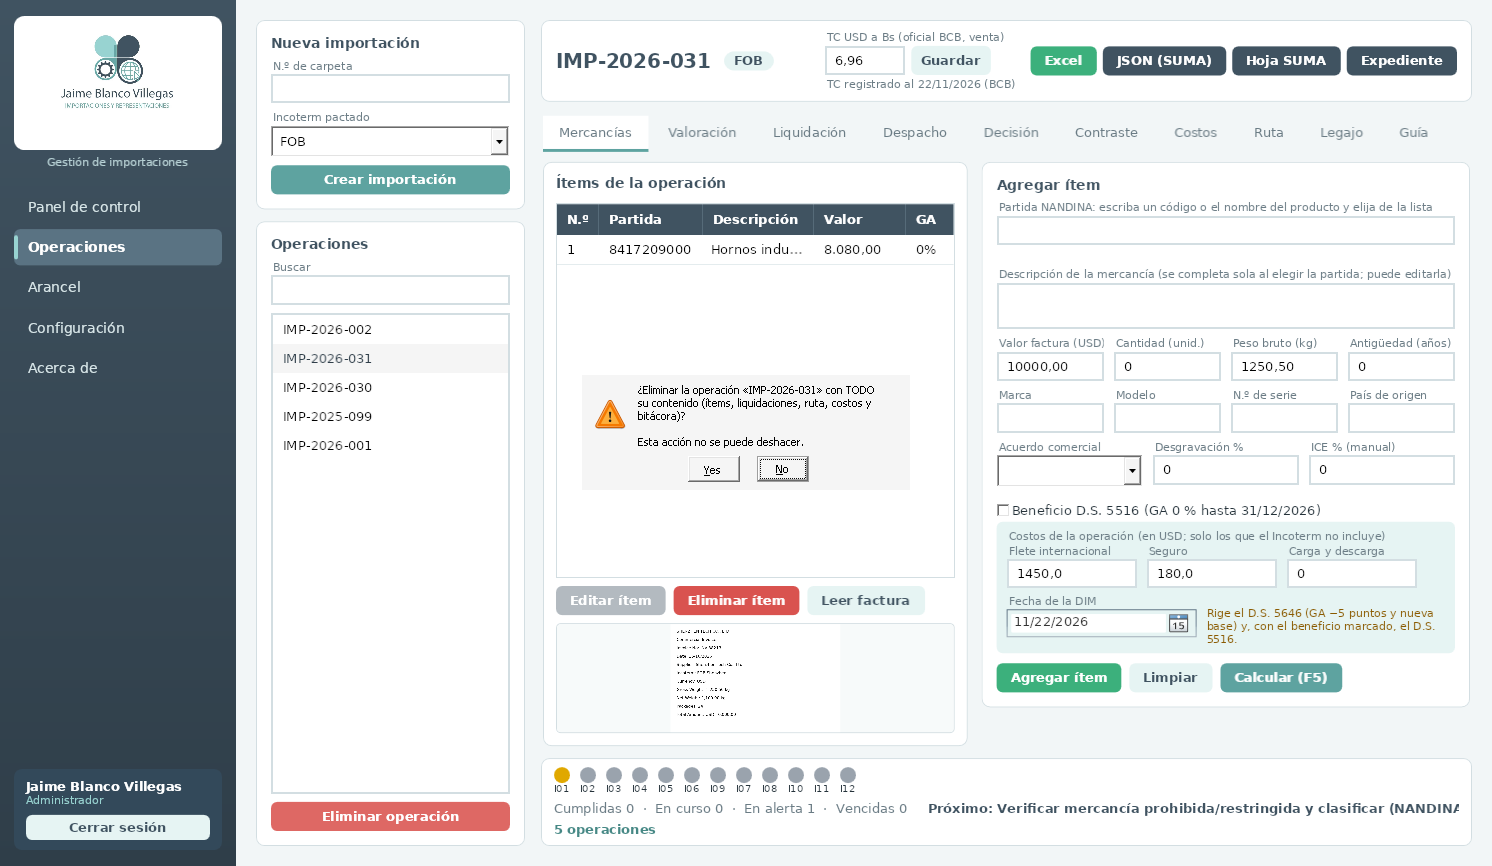 Jaime Blanco Villegas
IMPORTACIONES Y REPRESENTACIONES
Gestión de importaciones
Panel de control
Operaciones
Arancel
Configuración
Acerca de
Jaime Blanco Villegas
Administrador
Cerrar sesión
Nueva importación
N.º de carpeta
Incoterm pactado
FOB
Crear importación
Operaciones
Buscar
IMP-2026-002
IMP-2026-031
IMP-2026-030
IMP-2025-099
IMP-2026-001
Eliminar operación
IMP-2026-031
FOB
TC USD a Bs (oficial BCB, venta)
6,96
Guardar
TC registrado al 22/11/2026 (BCB)
Excel
JSON (SUMA)
Hoja SUMA
Expediente
Mercancías
Valoración
Liquidación
Despacho
Decisión
Contraste
Costos
Ruta
Legajo
Guía
Ítems de la operación
N.º Partida Descripción Valor GA
1 8417209000 Hornos indu... 8.080,00 0%
¿Eliminar la operación «IMP-2026-031» con TODO
su contenido (ítems, liquidaciones, ruta, costos y
bitácora)?
Esta acción no se puede deshacer.
Yes
No
Editar ítem
Eliminar ítem
Leer factura
Agregar ítem
Partida NANDINA: escriba un código o el nombre del producto y elija de la lista
Descripción de la mercancía (se completa sola al elegir la partida; puede editarla)
Valor factura (USD) Cantidad (unid.) Peso bruto (kg) Antigüedad (años)
10000,00 0 1250,50 0
Marca Modelo N.º de serie País de origen
Acuerdo comercial Desgravación % ICE % (manual)
0 0
Beneficio D.S. 5516 (GA 0 % hasta 31/12/2026)
Costos de la operación (en USD; solo los que el Incoterm no incluye)
Flete internacional Seguro Carga y descarga
1450,0 180,0 0
Fecha de la DIM
11/22/2026
15
Rige el D.S. 5646 (GA −5 puntos y nueva
base) y, con el beneficio marcado, el D.S.
5516.
Agregar ítem
Limpiar
Calcular (F5)
I01 I02 I03 I04 I05 I06 I09 I07 I08 I10 I11 I12
Cumplidas 0 · En curso 0 · En alerta 1 · Vencidas 0 Próximo: Verificar mercancía prohibida/restringida y clasificar (NANDINA
5 operaciones